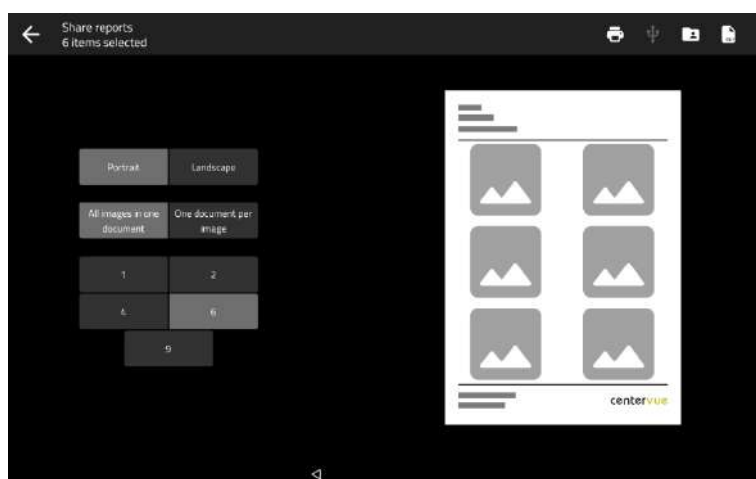 Share reports
6 items selected
Portrait
Landscape
All images in one
document
One document per
image
1
2
4
6
9
centervue